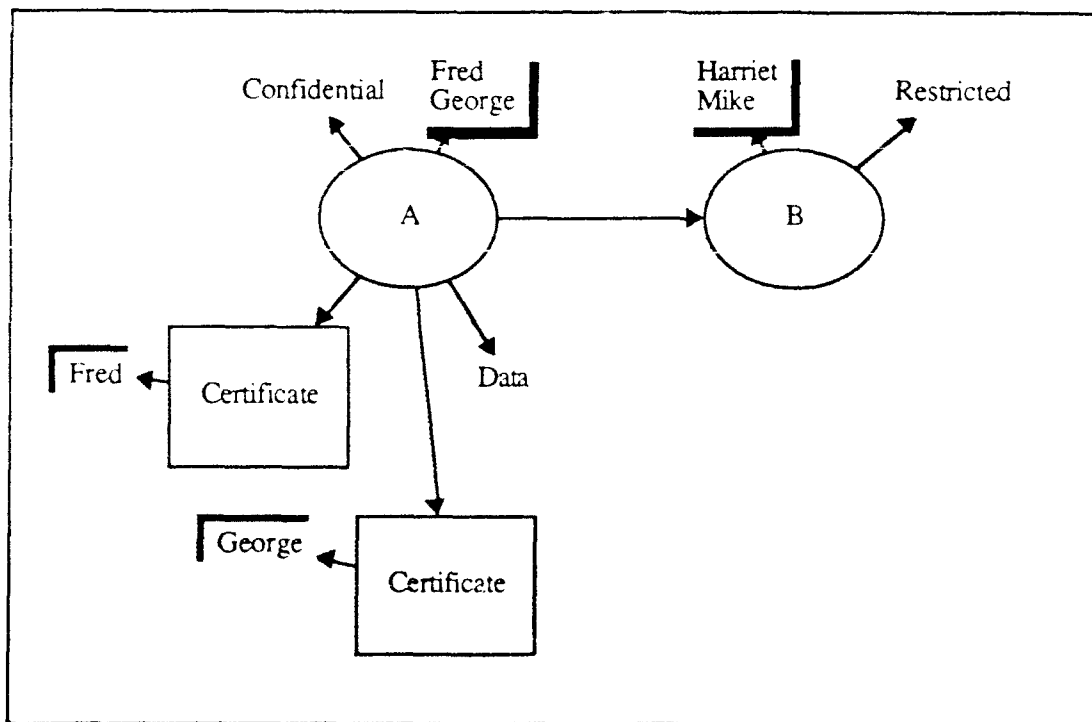 Confidential
Fred
George
Harriet
Mike
Restricted
A
B
Fred
Certificate
Data
George
Certificate